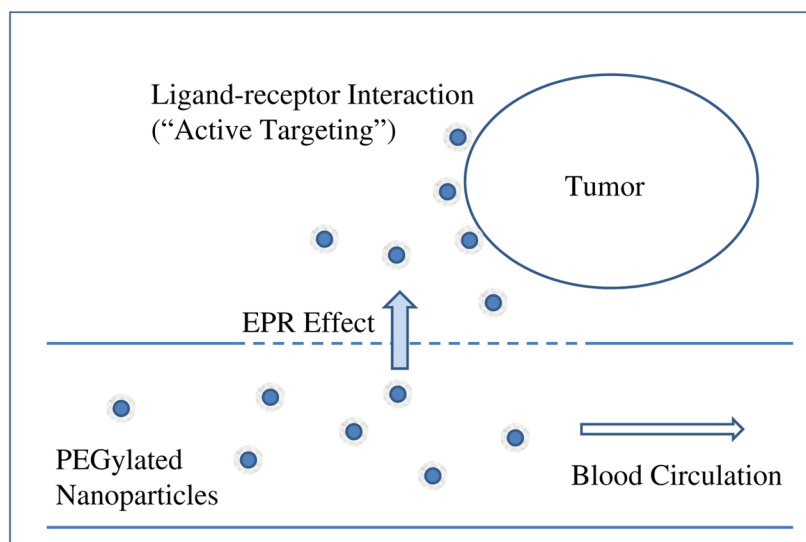 Ligand-receptor Interaction
(“Active Targeting”)
Tumor
EPR Effect
PEGylated
Nanoparticles
Blood Circulation